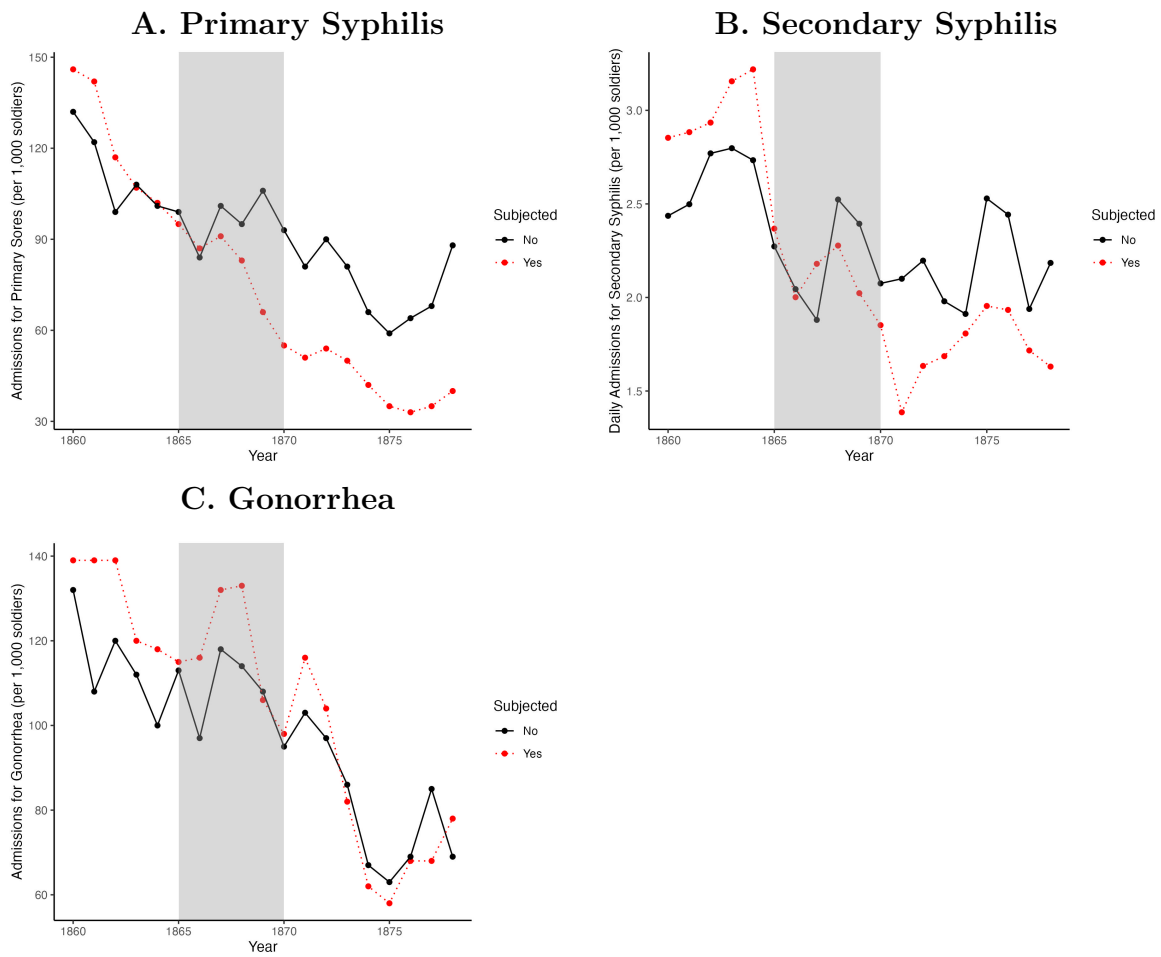 A. Primary Syphilis
Admissions for Primary Sores (per 1,000 soldiers)
150
120
90
60
30
1860
1865
1870
1875
Year
Subjected
No
Yes
B. Secondary Syphilis
Daily Admissions for Secondary Syphilis (per 1,000 soldiers)
3.0
2.5
2.0
1.5
1860
1865
1870
1875
Year
Subjected
No
Yes
C. Gonorrhea
Admissions for Gonorrhea (per 1,000 soldiers)
140
120
100
80
60
1860
1865
1870
1875
Year
Subjected
No
Yes